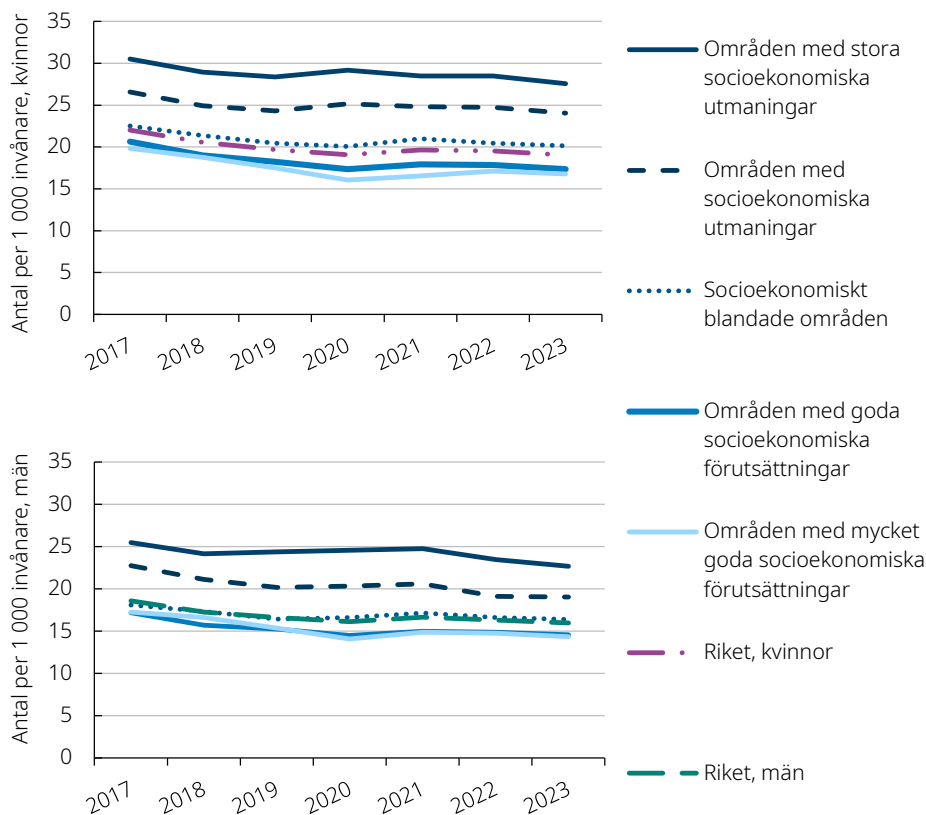 Antal per 1 000 invånare, kvinnor
35
30
25
20
15
10
5
0
2017
2018
2019
2020
2021
2022
2023
Antal per 1 000 invånare, män
35
30
25
20
15
10
5
0
2017
2018
2019
2020
2021
2022
2023
Områden med stora
socioekonomiska
utmaningar
Områden med
socioekonomiska
utmaningar
Socioekonomiskt
blandade områden
Områden med goda
socioekonomiska
förutsättningar
Områden med mycket
goda socioekonomiska
förutsättningar
Riket, kvinnor
Riket, män